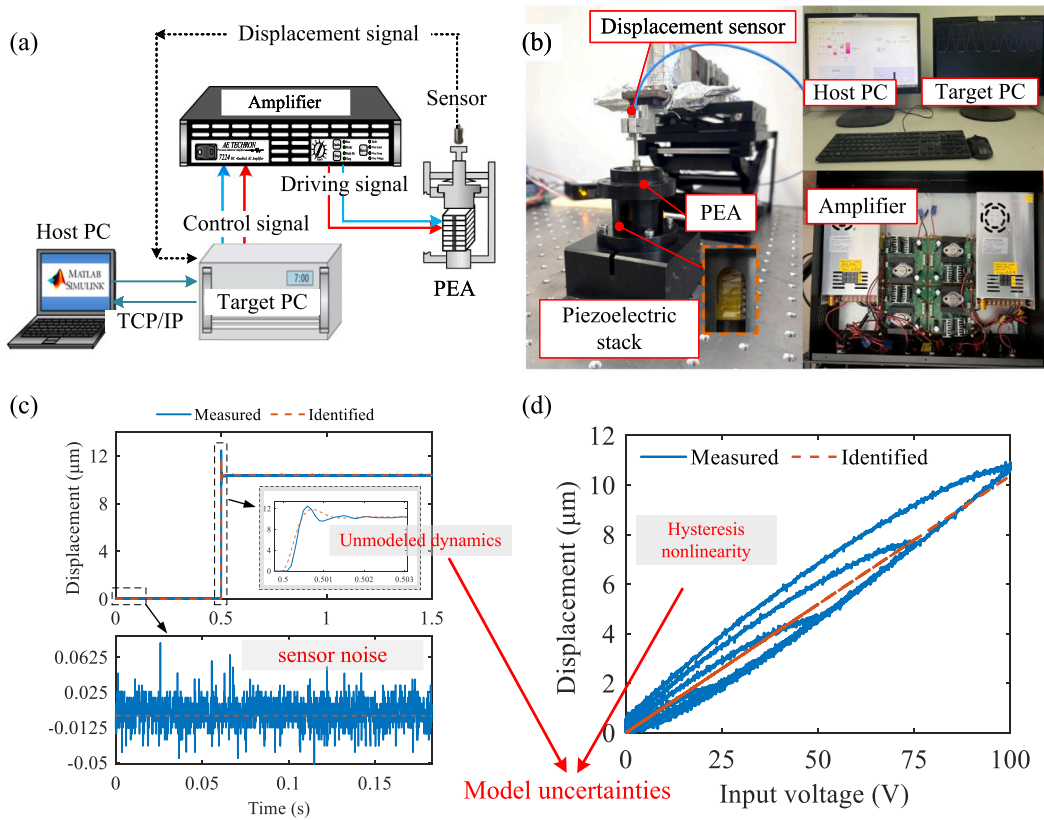 (a)
Displacement signal
Amplifier
Sensor
AE TECHRON
7224
Driving signal
Control signal
Host PC
MATLAB
SIMULINK
7:00
Target PC
TCP/IP
PEA
(b)
Displacement sensor
PEA
Piezoelectric
stack
Host PC
Target PC
Amplifier
(c)
Measured
Identified
Displacement (μm)
12
8
4
0
0
0.5
1
1.5
12
8
4
0
0.5
0.501
0.502
0.503
Unmodeled dynamics
sensor noise
0.0625
0.025
-0.0125
-0.05
0
0.05
0.1
0.15
Time (s)
(d)
Measured
Identified
Displacement (μm)
12
10
8
6
4
2
0
0
25
50
75
100
Input voltage (V)
Hysteresis
nonlinearity
Model uncertainties